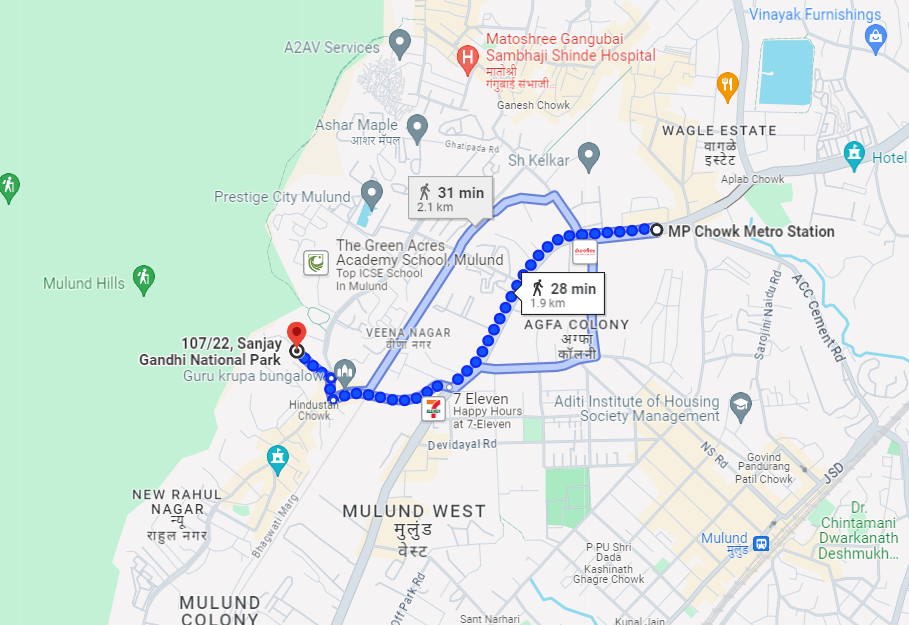 Vinayak Furnishings
A2AV Services
Matoshree Gangubai
Sambhaji Shinde Hospital
मातोश्री
गंगुबाई संभाजी...
Ganesh Chowk
Ashar Maple
आशर मॅपल
Ghatipada Rd
Sh Kelkar
WAGLE ESTATE
वागळे
इस्टेट
Hotel
Aplab Chowk
31 min
2.1 km
Prestige City Mulund
MP Chowk Metro Station
duroflex
The Green Acres
Academy School, Mulund
Top ICSE School
In Mulund
Mulund Hills
28 min
1.9 km
Sarojini Naidu Rd
ACC Cement Rd
AGFA COLONY
अग्फा
कॉलनी
VEENA NAGAR
वीणा नगर
107/22, Sanjay
Gandhi National Park
Guru krupa bungalow
Hindustan
Chowk
7 Eleven
Happy Hours
at 7-Eleven
Aditi Institute of Housing
Society Management
Devidayal Rd
NS Rd
Govind
Pandurang
Patil Chowk
JSD
NEW RAHUL
NAGAR
न्यू
राहुल नगर
Bhagwati Marg
MULUND WEST
मुलुंड
वेस्ट
Dr.
Chintamani
Dwarkanath
Deshmukh...
Mulund
मुलुंड
P PU Shri
Dada
Kashinath
Ghagre Chowk
Off Park Rd
MULUND
COLONY
Sant Narhari
Kunal Jain